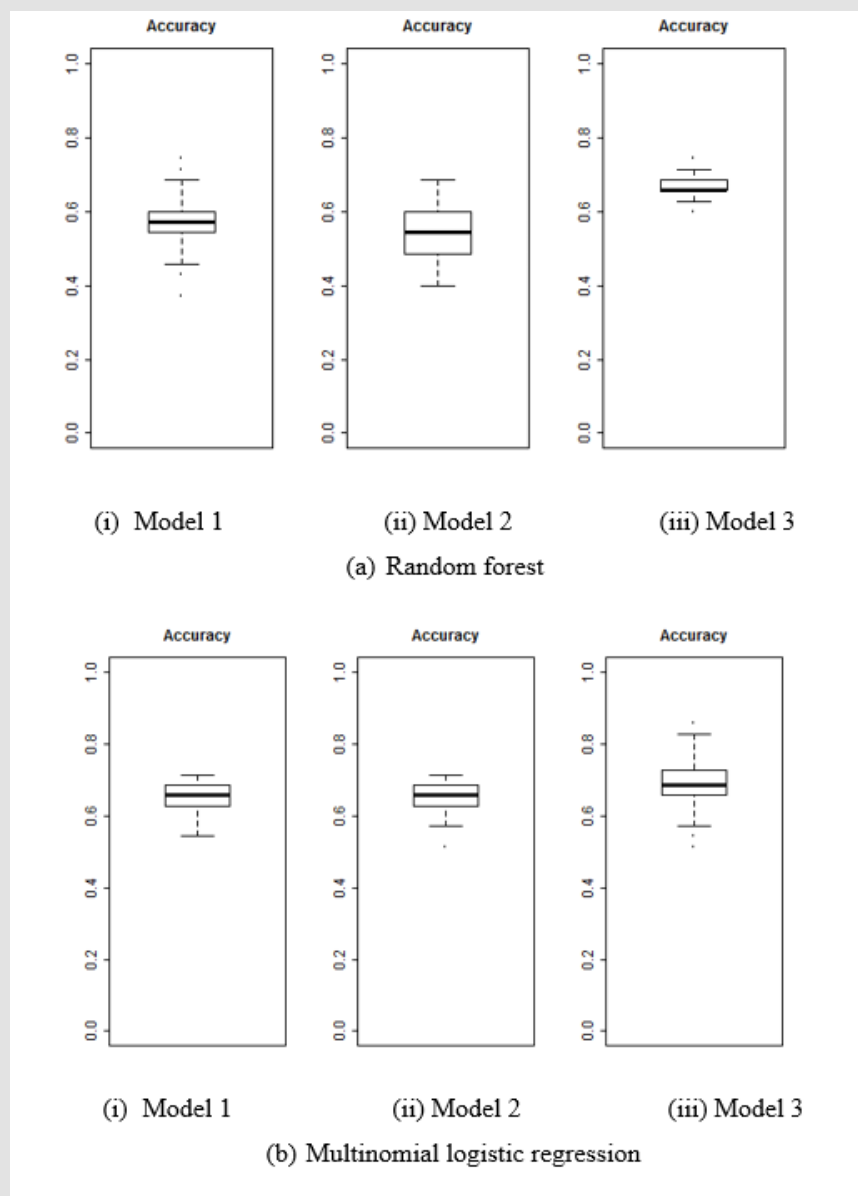 Accuracy Accuracy Accuracy
1.0 1.0 1.0
0.8 0.8 0.8
0.6 0.6 0.6
0.4 0.4 0.4
0.2 0.2 0.2
0.0 0.0 0.0
(i) Model 1 (ii) Model 2 (iii) Model 3
(a) Random forest
Accuracy Accuracy Accuracy
1.0 1.0 1.0
0.8 0.8 0.8
0.6 0.6 0.6
0.4 0.4 0.4
0.2 0.2 0.2
0.0 0.0 0.0
(i) Model 1 (ii) Model 2 (iii) Model 3
(b) Multinomial logistic regression